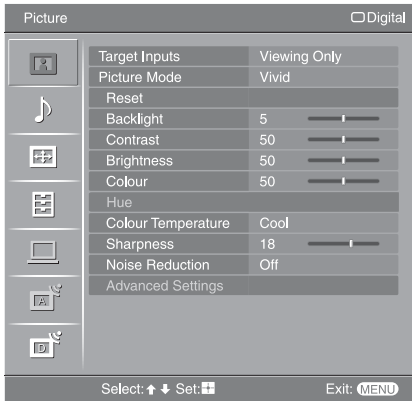 Picture Digital
Target Inputs Viewing Only
Picture Mode Vivid
Reset
Backlight 5
Contrast 50
Brightness 50
Colour 50
Hue
Colour Temperature Cool
Sharpness 18
Noise Reduction Off
Advanced Settings
A
D
Select: Set: Exit: MENU